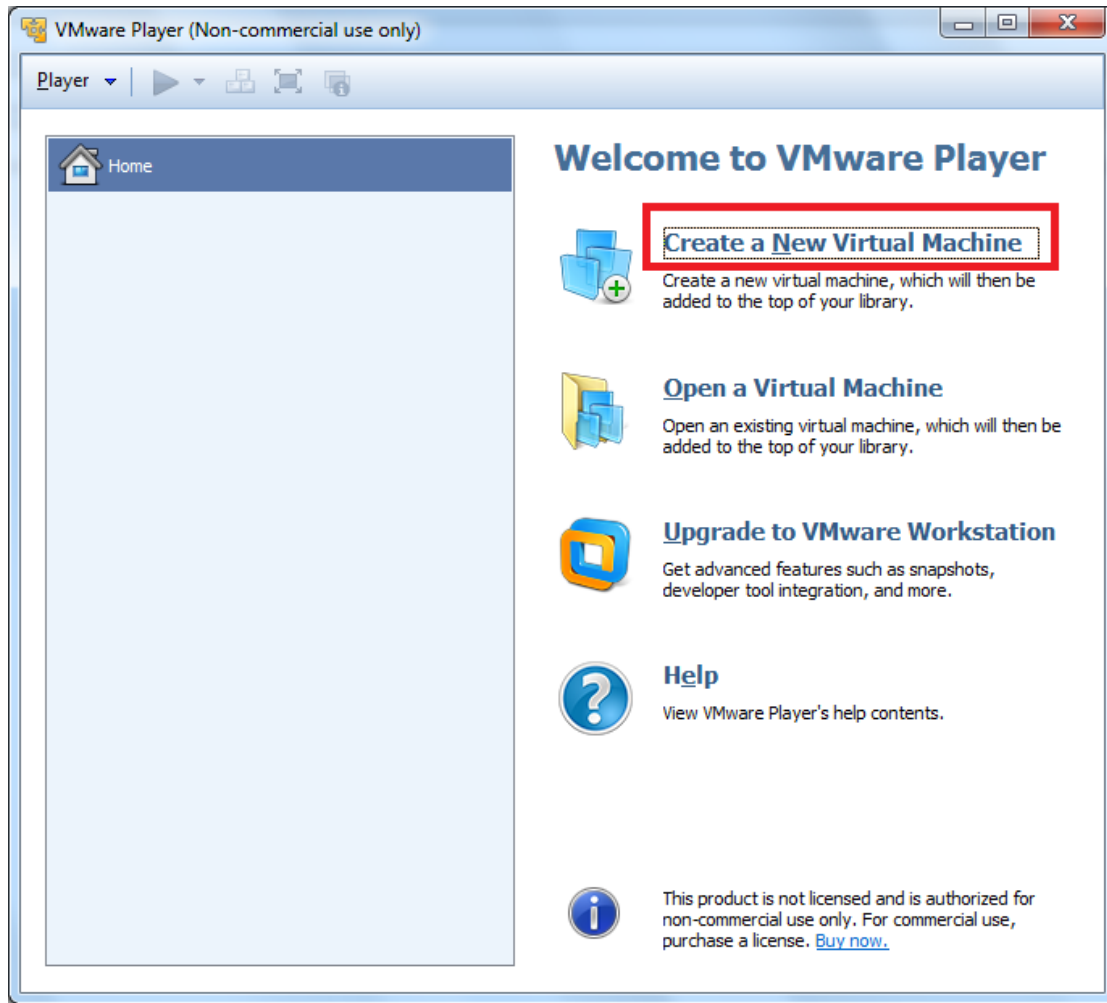 VMware Player (Non-commercial use only)
Player
Home
Welcome to VMware Player
Create a New Virtual Machine
Create a new virtual machine, which will then be
added to the top of your library.
Open a Virtual Machine
Open an existing virtual machine, which will then be
added to the top of your library.
Upgrade to VMware Workstation
Get advanced features such as snapshots,
developer tool integration, and more.
Help
View VMware Player's help contents.
This product is not licensed and is authorized for
non-commercial use only. For commercial use,
purchase a license. Buy now.